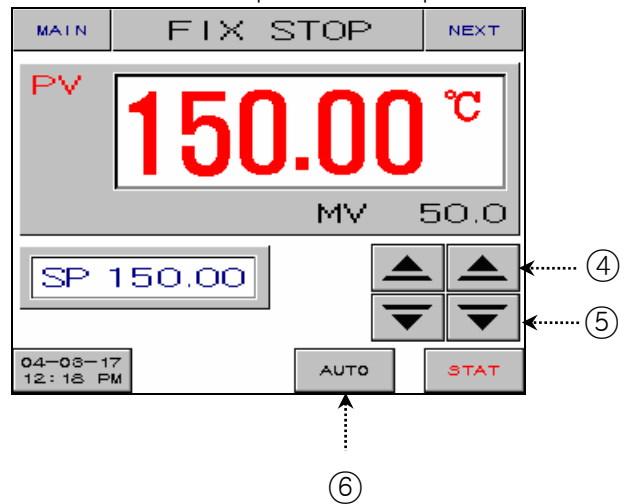 MAIN FIX STOP NEXT
PV
150.00 ℃
MV 50.0
SP 150.00
④
⑤
04-03-17
12:18 PM
AUTO
STAT
⑥